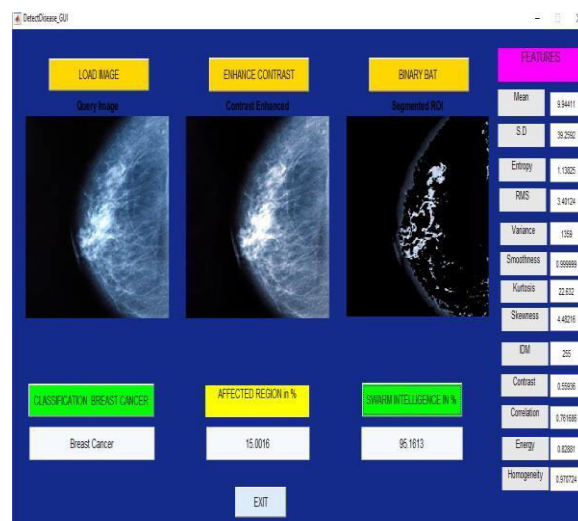 DetectDisease_GUI
LOAD IMAGE
ENHANCE CONTRAST
BINARY BAT
Query Image
Contrast Enhanced
Segmented ROI
FEATURES
Mean 9.94411
S.D 39.2592
Entropy 1.13825
RMS 3.40124
Variance 1359
Smoothness 0.999999
Kurtosis 22.632
Skewness 4.48216
IDM 255
Contrast 0.55936
Correlation 0.761686
Energy 0.82881
Homogeneity 0.970724
CLASSIFICATION BREAST CANCER
AFFECTED REGION in %
SWARM INTELLIGENCE IN %
Breast Cancer
15.0016
95.1613
EXIT